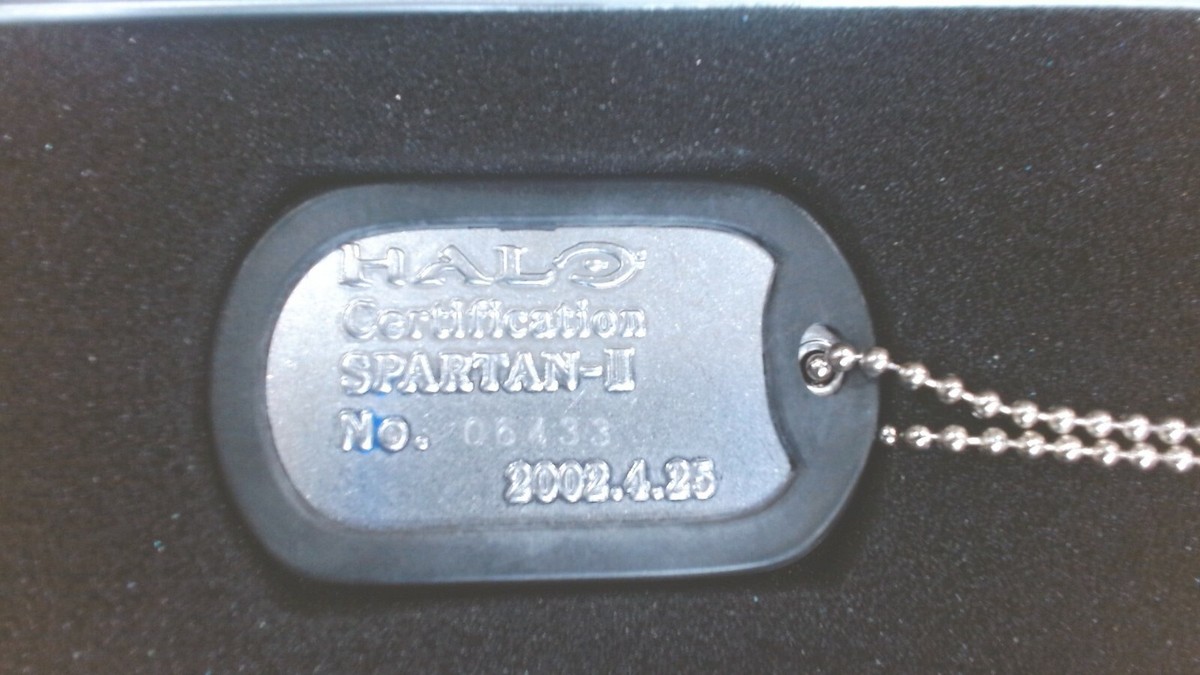 HALO
Certification
SPARTAN-II
No. 06433
2002.4.25